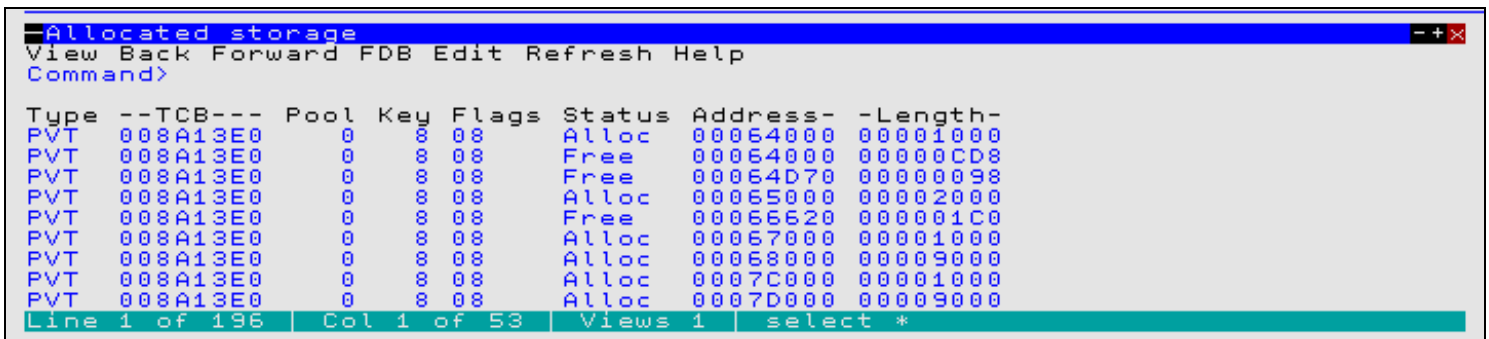 Allocated storage - + x
View Back Forward FDB Edit Refresh Help
Command>
Type --TCB--- Pool Key Flags Status Address- -Length-
PVT 008A13E0 0 8 08 Alloc 00064000 00001000
PVT 008A13E0 0 8 08 Free 00064000 00000CD8
PVT 008A13E0 0 8 08 Free 00064D70 00000098
PVT 008A13E0 0 8 08 Alloc 00065000 00002000
PVT 008A13E0 0 8 08 Free 00066620 000001C0
PVT 008A13E0 0 8 08 Alloc 00067000 00001000
PVT 008A13E0 0 8 08 Alloc 00068000 00009000
PVT 008A13E0 0 8 08 Alloc 0007C000 00001000
PVT 008A13E0 0 8 08 Alloc 0007D000 00009000
Line 1 of 196 | Col 1 of 53 | Views 1 | select *